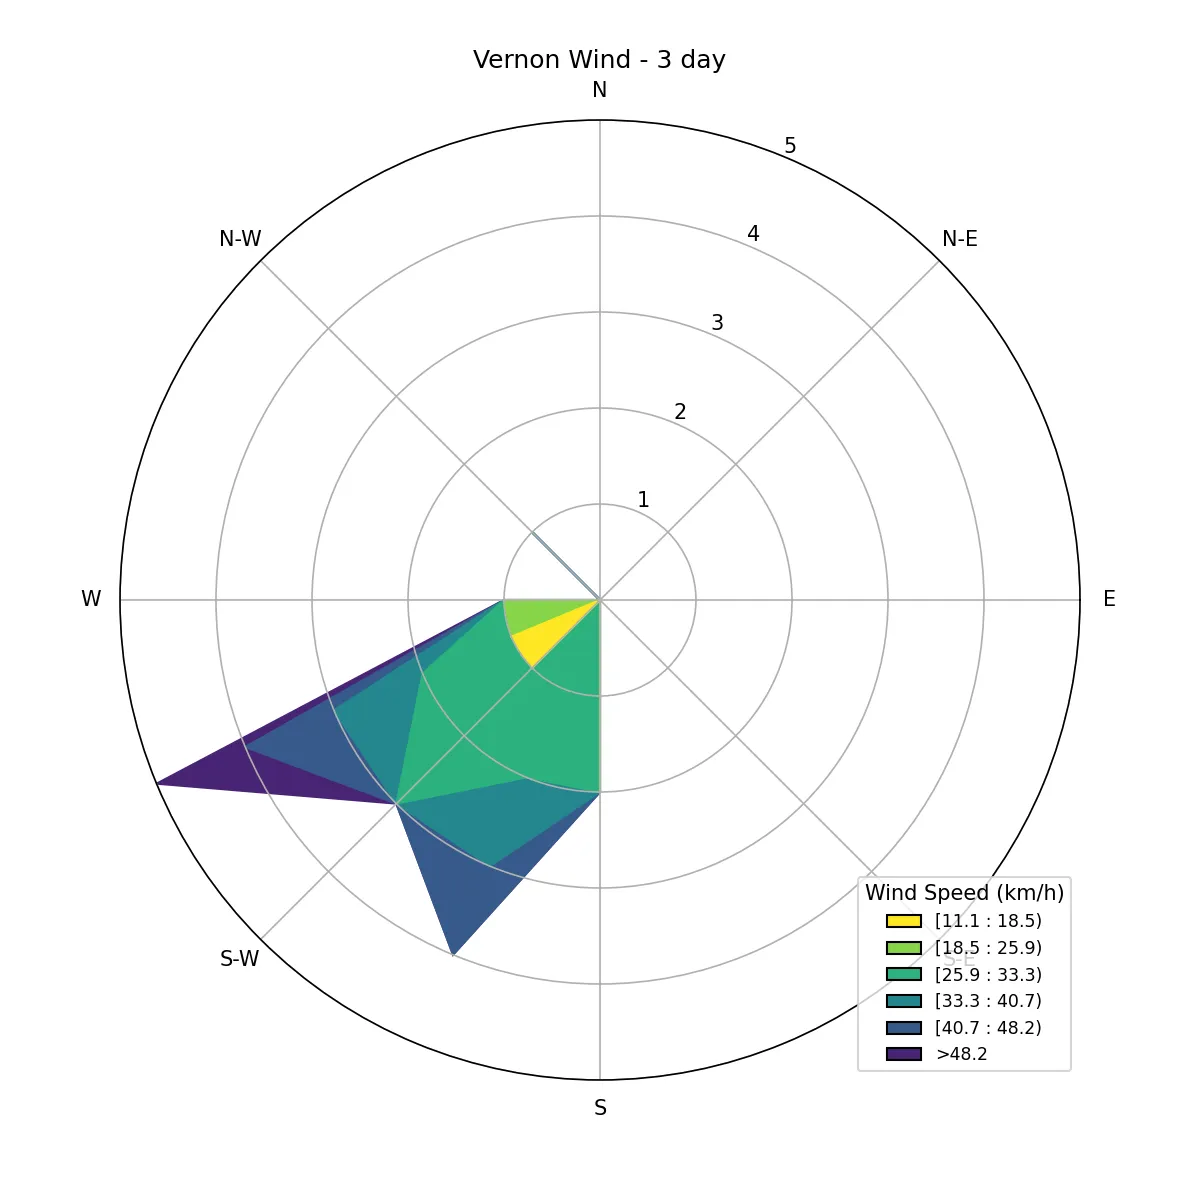 Vernon Wind - 3 day
N
5
N-W
N-E
4
3
2
1
W
E
Wind Speed (km/h)
[11.1 : 18.5)
[18.5 : 25.9)
S-W
S-E
[25.9 : 33.3)
[33.3 : 40.7)
[40.7 : 48.2)
>48.2
S